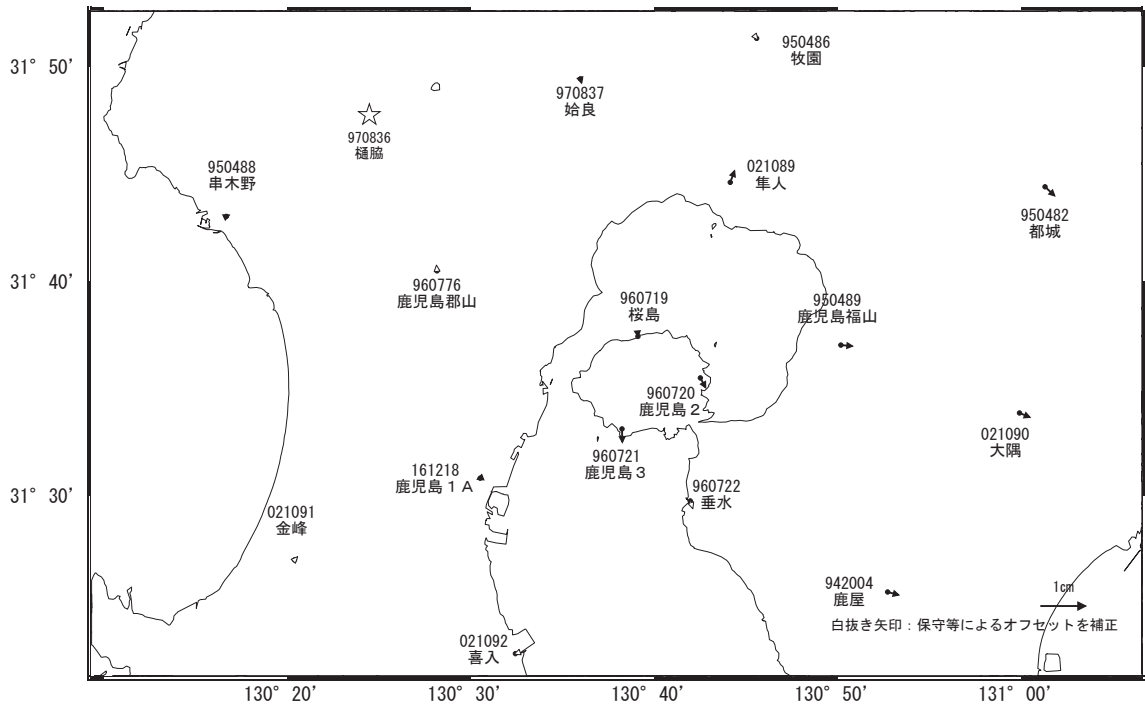 950486
牧園
31° 50'
970837
姶良
970836
樋脇
950488
串木野
021089
隼人
950482
都城
31° 40'
960776
鹿児島郡山
960719
桜島
950489
鹿児島福山
960720
鹿児島２
021090
大隅
960721
鹿児島３
161218
鹿児島１Ａ
960722
垂水
31° 30'
021091
金峰
942004
鹿屋
1cm
白抜き矢印：保守等によるオフセットを補正
021092
喜入
130° 20'
130° 30'
130° 40'
130° 50'
131° 00'